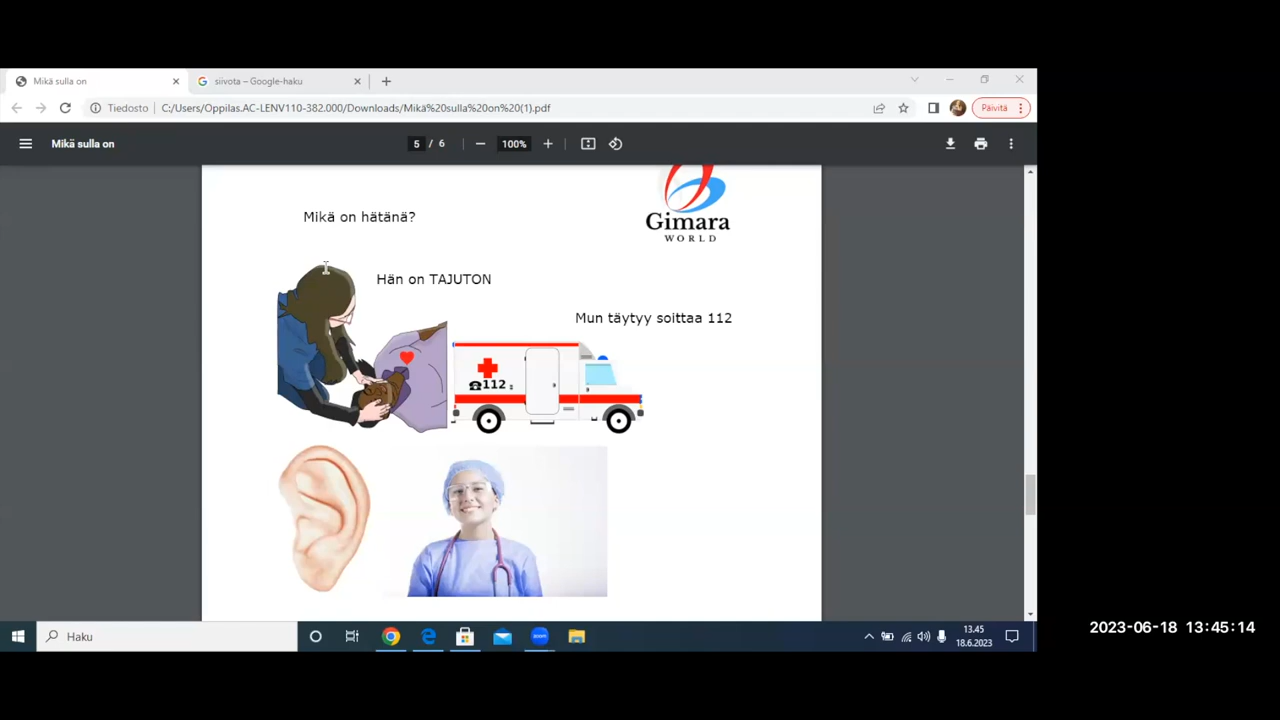 Mikä sulla on
siivota – Google-haku
Tiedosto
C:/Users/Oppilas.AC-LENV110-382.000/Downloads/Mikä%20sulla%20on%20(1).pdf
Päivitä
Mikä sulla on
5 / 6
100%
Gimara
WORLD
Mikä on hätänä?
Hän on TAJUTON
Mun täytyy soittaa 112
☎112
Haku
zoom
13.45
18.6.2023
2023-06-18 13:45:14